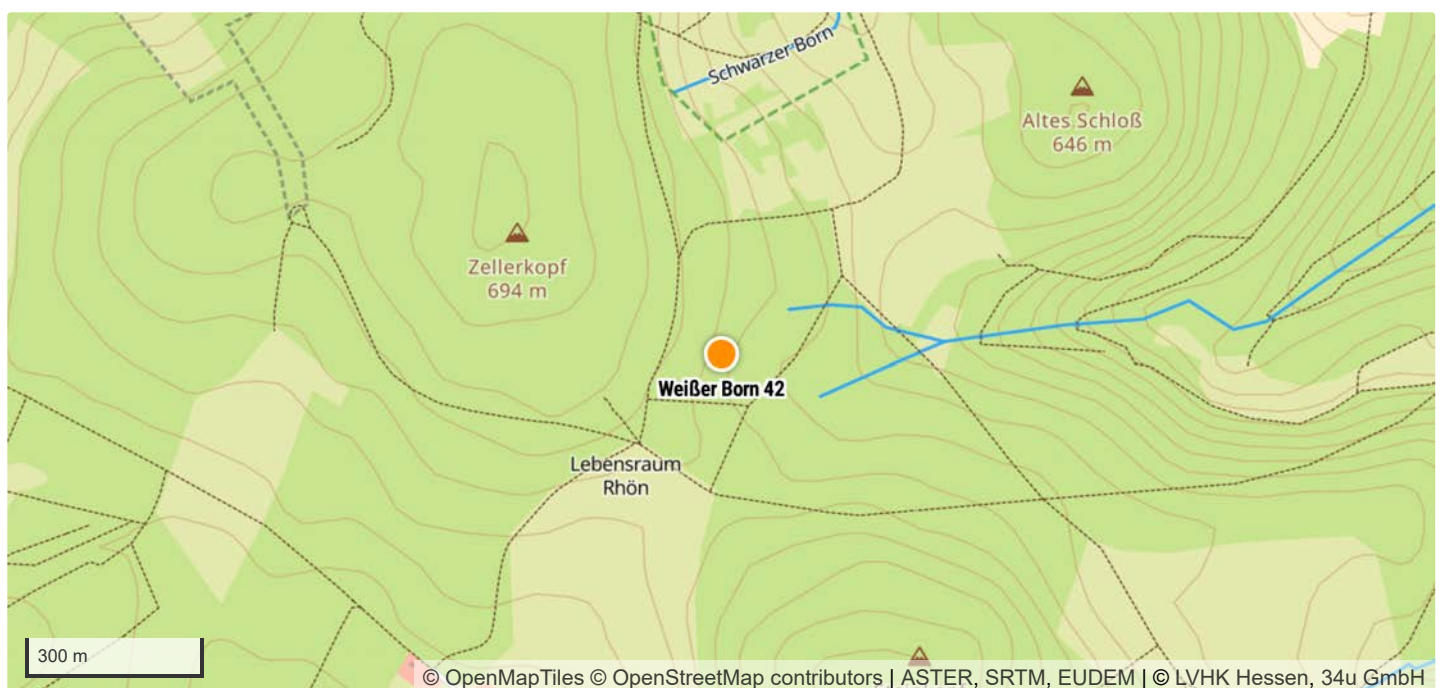 Schwarzer Born
Altes Schloß
646 m
Zellerkopf
694 m
Weißer Born 42
Lebensraum
Rhön
300 m
© OpenMapTiles © OpenStreetMap contributors | ASTER, SRTM, EUDEM | © LVHK Hessen, 34u GmbH